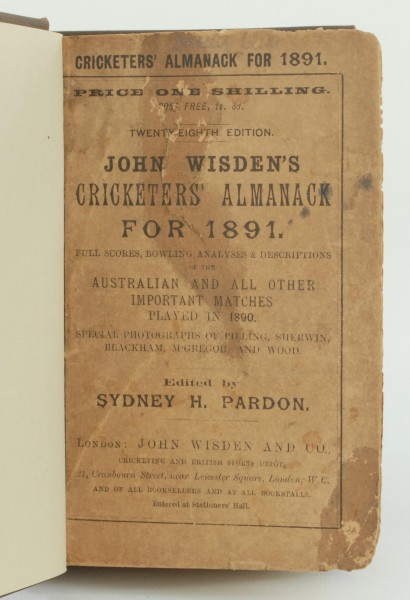 CRICKETERS' ALMANACK FOR 1891.
PRICE ONE SHILLING.
POST FREE, 1s. 3d.
TWENTY-EIGHTH EDITION.
JOHN WISDEN'S
CRICKETERS' ALMANACK
FOR 1891.
FULL SCORES, BOWLING ANALYSES & DESCRIPTIONS
OF THE
AUSTRALIAN AND ALL OTHER
IMPORTANT MATCHES
PLAYED IN 1890.
SPECIAL PHOTOGRAPHS OF PILLING, SHERWIN,
BLACKHAM, McGREGOR, AND WOOD.
Edited by
SYDNEY H. PARDON.
LONDON: JOHN WISDEN AND CO.,
CRICKETING AND BRITISH SPORTS DEPOT,
21, Cranbourn Street, near Leicester Square, London, W.C.
AND OF ALL BOOKSELLERS AND AT ALL BOOKSTALLS.
Entered at Stationers' Hall.